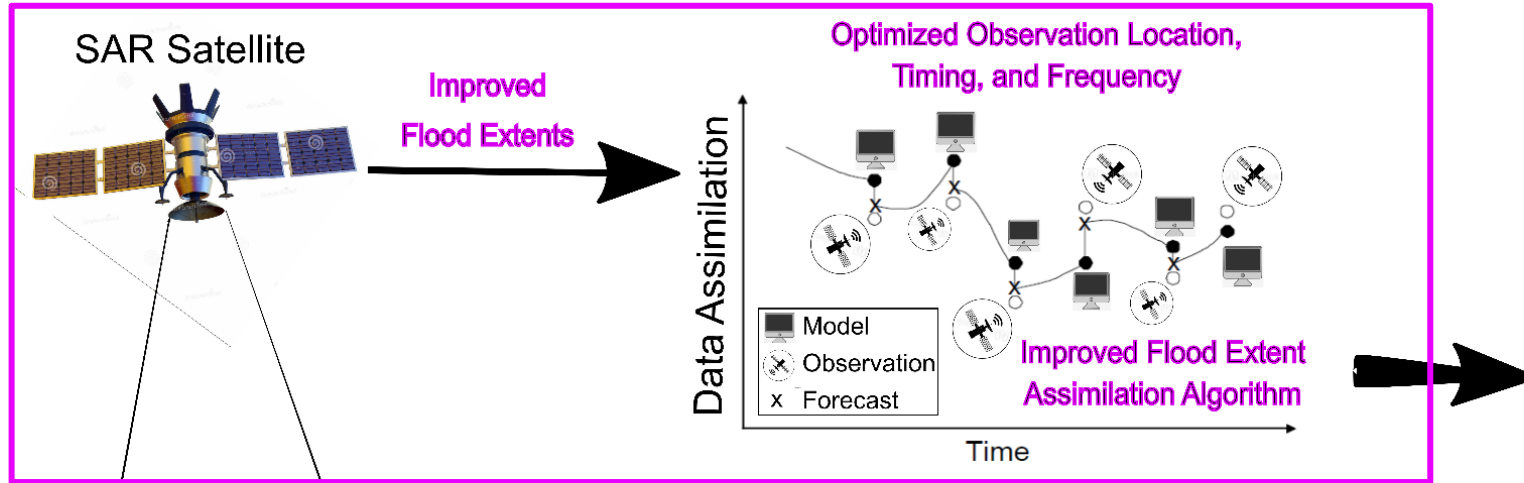 SAR Satellite
Improved
Flood Extents
Optimized Observation Location,
Timing, and Frequency
Data Assimilation
Model
Observation
x Forecast
Improved Flood Extent
Assimilation Algorithm
Time